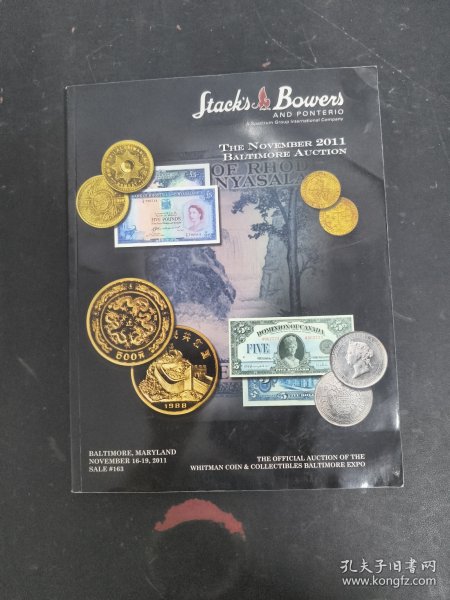 Stack's Bowers
AND PONTERIO
A Spectrum Group International Company
THE NOVEMBER 2011
BALTIMORE AUCTION
OF RHOD
NYASAL
FIVE POUNDS
£5
500元
1988
DOMINION OF CANADA
FIVE
BALTIMORE, MARYLAND
NOVEMBER 16-19, 2011
SALE #163
THE OFFICIAL AUCTION OF THE
WHITMAN COIN & COLLECTIBLES BALTIMORE EXPO
孔夫子旧书网
www.kongfz.com